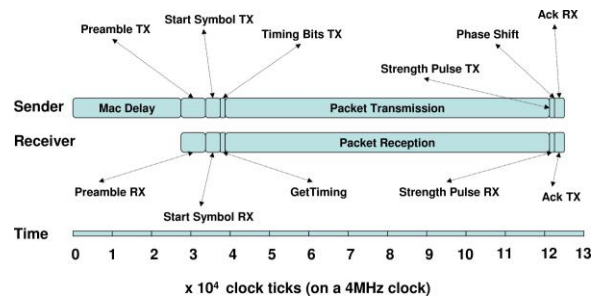 Ack RX
Start Symbol TX
Preamble TX
Timing Bits TX
Phase Shift
Strength Pulse TX
Sender
Mac Delay
Packet Transmission
Receiver
Packet Reception
Preamble RX
GetTiming
Strength Pulse RX
Ack TX
Start Symbol RX
Time
0 1 2 3 4 5 6 7 8 9 10 11 12 13
x 10⁴ clock ticks (on a 4MHz clock)